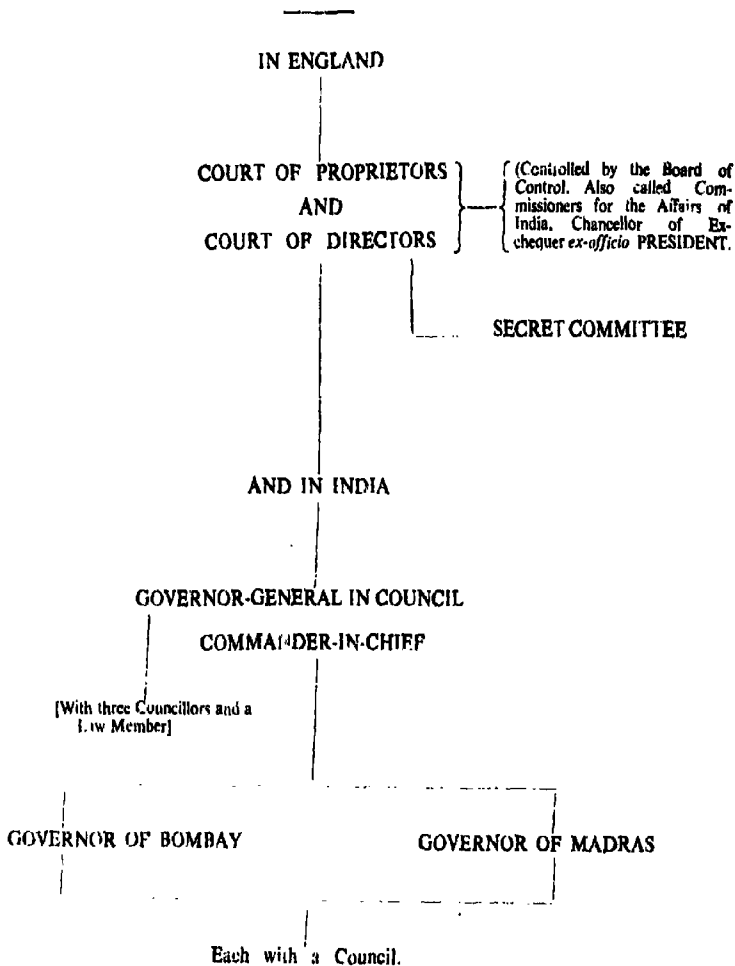 IN ENGLAND
COURT OF PROPRIETORS
AND
COURT OF DIRECTORS
(Controlled by the Board of
Control. Also called Com-
missioners for the Affairs of
India. Chancellor of Ex-
chequer ex-officio PRESIDENT.
SECRET COMMITTEE
AND IN INDIA
GOVERNOR-GENERAL IN COUNCIL
COMMANDER-IN-CHIEF
[With three Councillors and a
Law Member]
GOVERNOR OF BOMBAY
GOVERNOR OF MADRAS
Each with a Council.